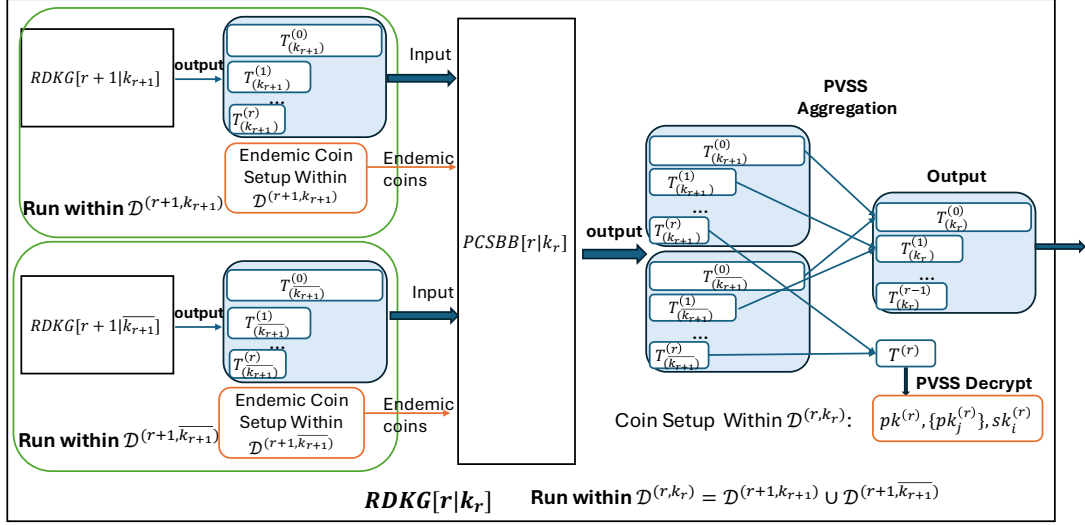 RDKG[r + 1|k_{r+1}]
output
T^{(0)}_{(k_{r+1})}
T^{(1)}_{(k_{r+1})}
...
T^{(r)}_{(k_{r+1})}
Input
Endemic Coin
Setup Within
𝒟^{(r+1,k_{r+1})}
Endemic
coins
Run within 𝒟^{(r+1,k_{r+1})}
RDKG[r + 1|\overline{k_{r+1}}]
output
T^{(0)}_{(\overline{k_{r+1}})}
T^{(1)}_{(\overline{k_{r+1}})}
...
T^{(r)}_{(\overline{k_{r+1}})}
Input
Endemic Coin
Setup Within
𝒟^{(r+1,\overline{k_{r+1}})}
Endemic
coins
Run within 𝒟^{(r+1,\overline{k_{r+1}})}
PCSBB[r|k_r]
output
PVSS
Aggregation
T^{(0)}_{(k_{r+1})}
T^{(1)}_{(k_{r+1})}
...
T^{(r)}_{(k_{r+1})}
T^{(0)}_{(\overline{k_{r+1}})}
T^{(1)}_{(\overline{k_{r+1}})}
...
T^{(r)}_{(\overline{k_{r+1}})}
Output
T^{(0)}_{(k_r)}
T^{(1)}_{(k_r)}
...
T^{(r-1)}_{(k_r)}
T^{(r)}
PVSS Decrypt
Coin Setup Within 𝒟^{(r,k_r)}:
pk^{(r)}, {pk_j^{(r)}}, sk_i^{(r)}
RDKG[r|k_r]
Run within 𝒟^{(r,k_r)} = 𝒟^{(r+1,k_{r+1})} ∪ 𝒟^{(r+1,\overline{k_{r+1}})}